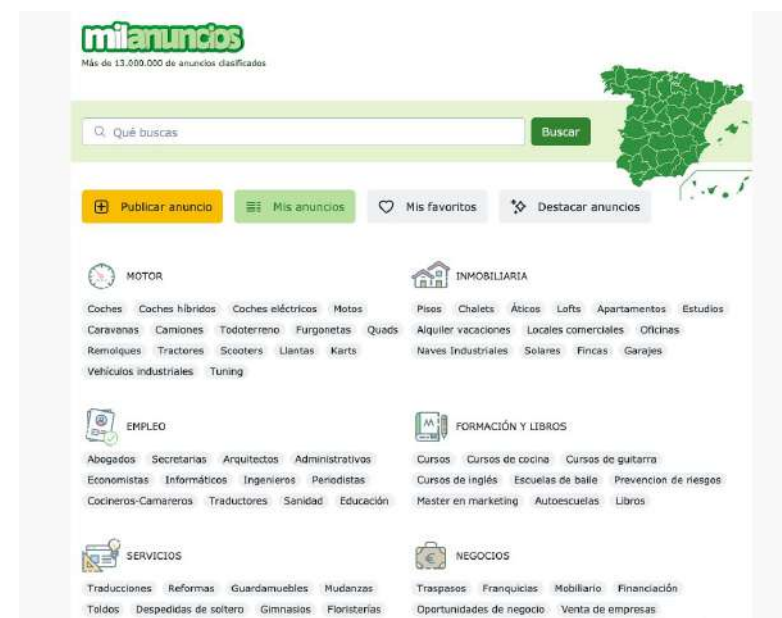 milanuncios
Más de 13.000.000 de anuncios clasificados
Qué buscas
Buscar
Publicar anuncio
Mis anuncios
Mis favoritos
Destacar anuncios
MOTOR
Coches Coches híbridos Coches eléctricos Motos
Caravanas Camiones Todoterreno Furgonetas Quads
Remolques Tractores Scooters Llantas Karts
Vehículos industriales Tuning
INMOBILIARIA
Pisos Chalets Áticos Lofts Apartamentos Estudios
Alquiler vacaciones Locales comerciales Oficinas
Naves Industriales Solares Fincas Garajes
EMPLEO
Abogados Secretarias Arquitectos Administrativos
Economistas Informáticos Ingenieros Periodistas
Cocineros-Camareros Traductores Sanidad Educación
FORMACIÓN Y LIBROS
Cursos Cursos de cocina Cursos de guitarra
Cursos de inglés Escuelas de baile Prevencion de riesgos
Master en marketing Autoescuelas Libros
SERVICIOS
Traducciones Reformas Guardamuebles Mudanzas
Toldos Despedidas de soltero Gimnasios Floristerías
NEGOCIOS
Traspasos Franquicias Mobiliario Financiación
Oportunidades de negocio Venta de empresas